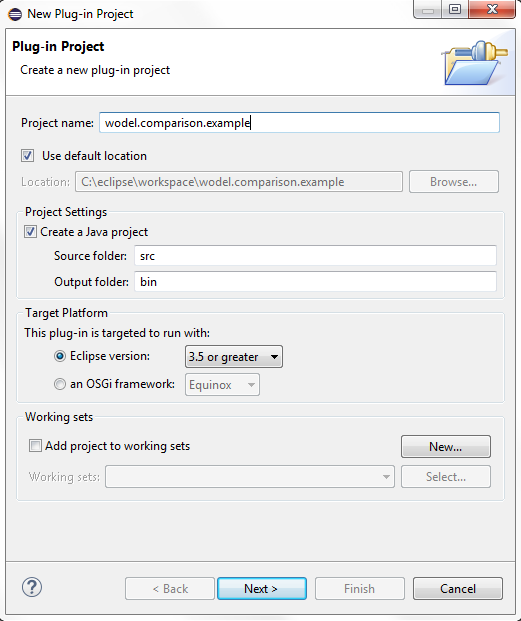 New Plug-in Project
Plug-in Project
Create a new plug-in project
Project name: wodel.comparison.example
Use default location
Location: C:\eclipse\workspace\wodel.comparison.example Browse...
Project Settings
Create a Java project
Source folder: src
Output folder: bin
Target Platform
This plug-in is targeted to run with:
Eclipse version: 3.5 or greater
an OSGi framework: Equinox
Working sets
Add project to working sets New...
Working sets: Select...
? < Back Next > Finish Cancel